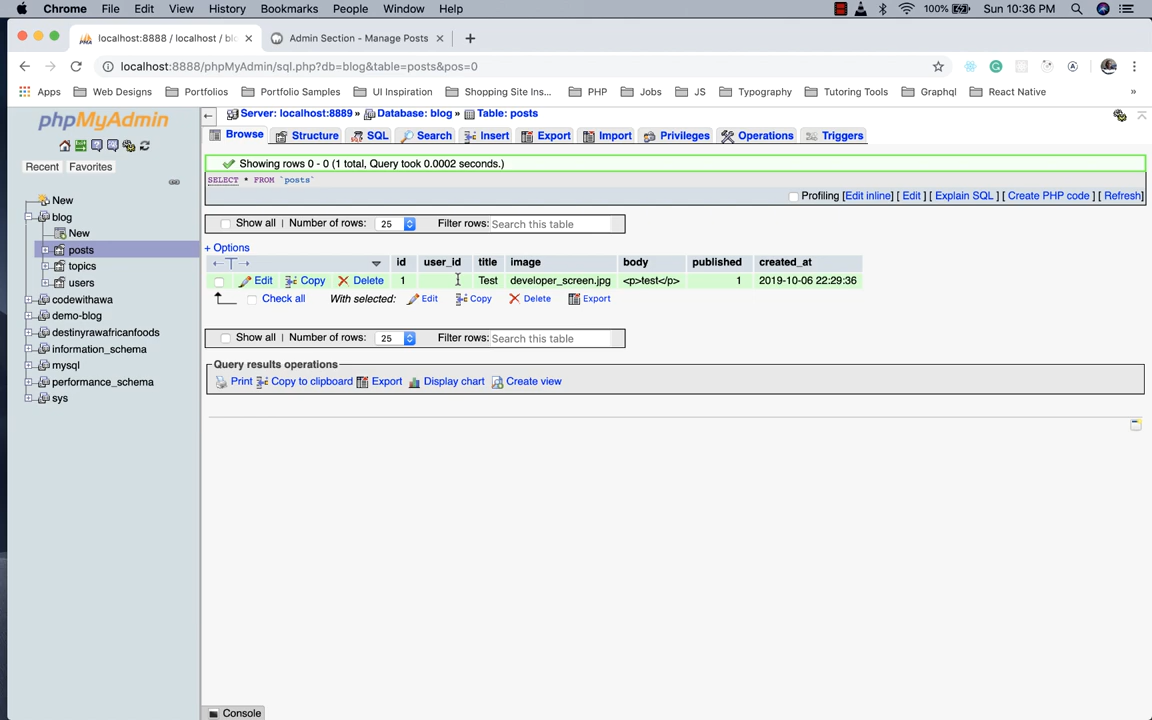 Chrome File Edit View History Bookmarks People Window Help 100% Sun 10:36 PM
localhost:8888 / localhost / bl Admin Section - Manage Posts
localhost:8888/phpMyAdmin/sql.php?db=blog&table=posts&pos=0
Apps Web Designs Portfolios Portfolio Samples UI Inspiration Shopping Site Ins... PHP Jobs JS Typography Tutoring Tools Graphql React Native »
phpMyAdmin
Recent Favorites
New
blog
New
posts
topics
users
codewithawa
demo-blog
destinyrawafricanfoods
information_schema
mysql
performance_schema
sys
Server: localhost:8889 » Database: blog » Table: posts
Browse Structure SQL Search Insert Export Import Privileges Operations Triggers
Showing rows 0 - 0 (1 total, Query took 0.0002 seconds.)
SELECT * FROM `posts`
Profiling [Edit inline] [ Edit ] [ Explain SQL ] [ Create PHP code ] [ Refresh]
Show all | Number of rows: 25 Filter rows: Search this table
+ Options
←T→ id user_id title image body published created_at
Edit Copy Delete 1 Test developer_screen.jpg <p>test</p> 1 2019-10-06 22:29:36
Check all With selected: Edit Copy Delete Export
Show all | Number of rows: 25 Filter rows: Search this table
Query results operations
Print Copy to clipboard Export Display chart Create view
Console